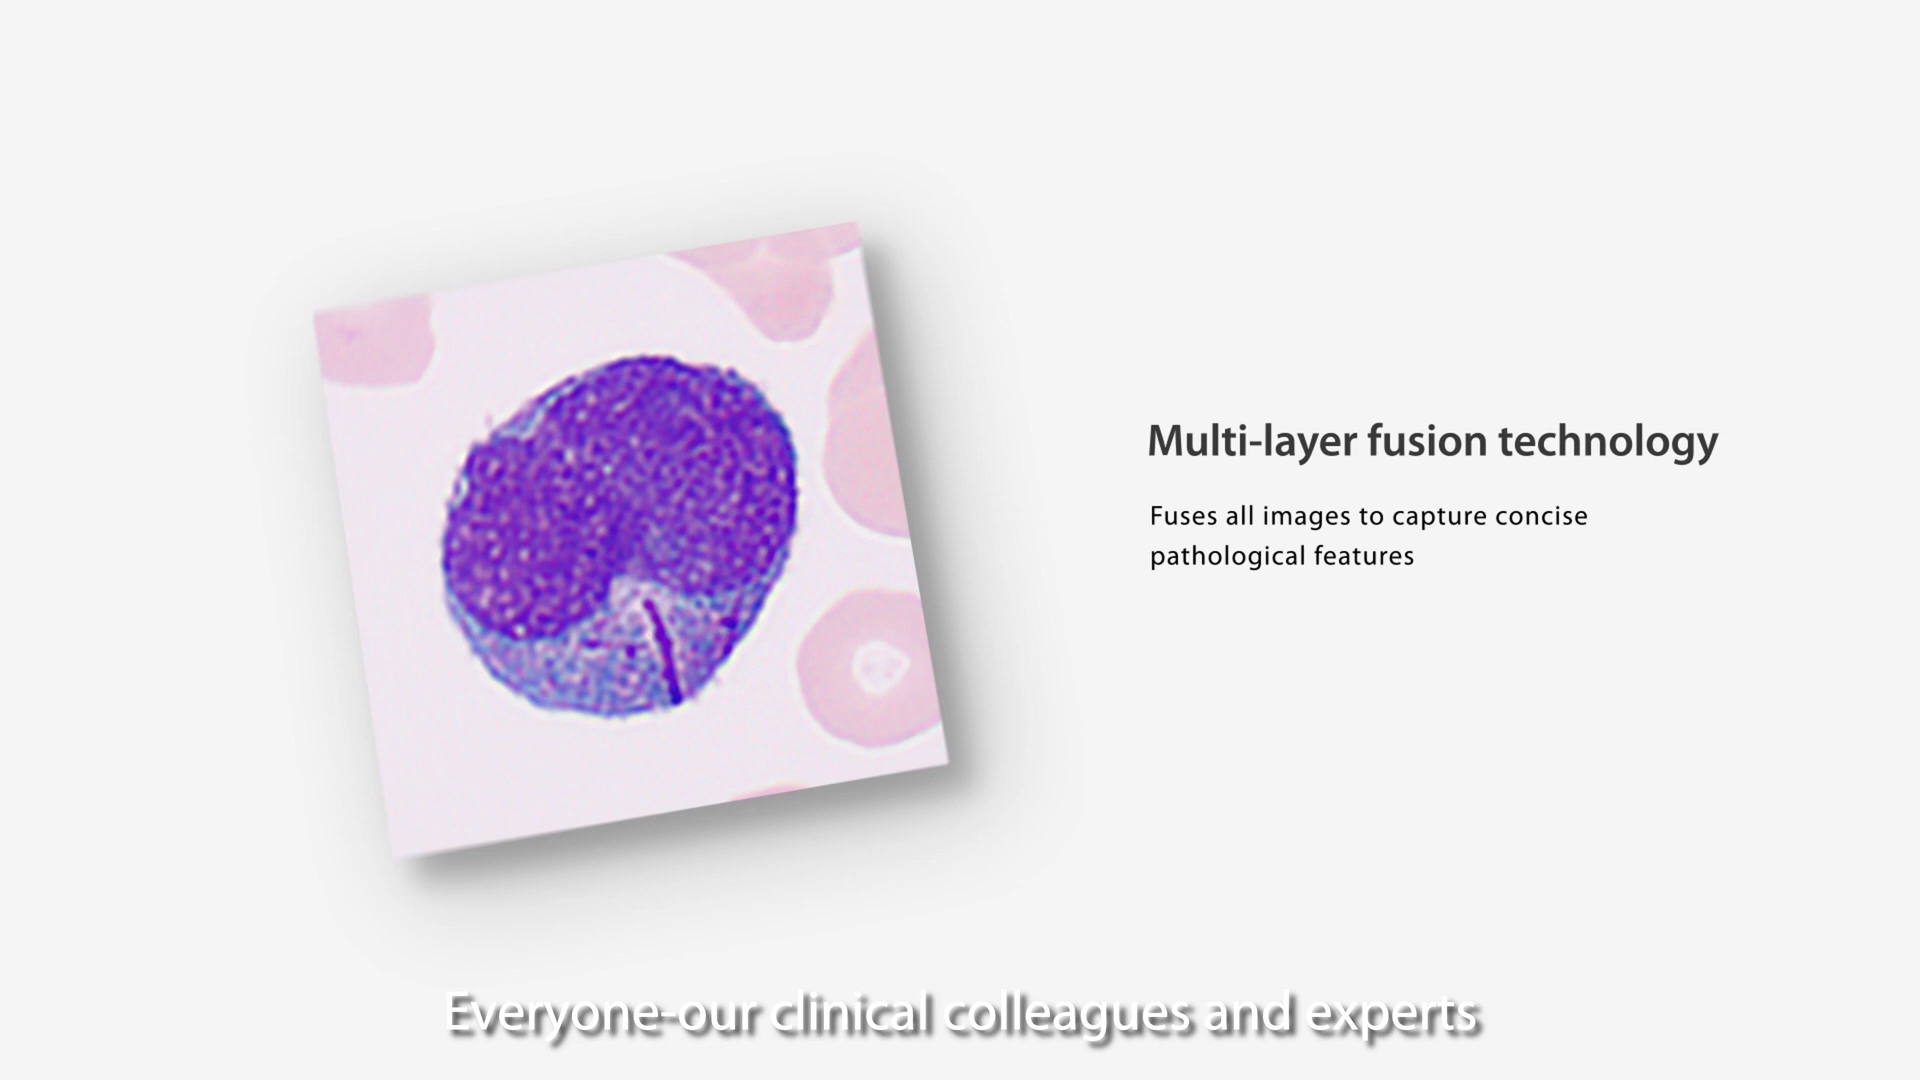 Multi-layer fusion technology
Fuses all images to capture concise
pathological features
Everyone-our clinical colleagues and experts